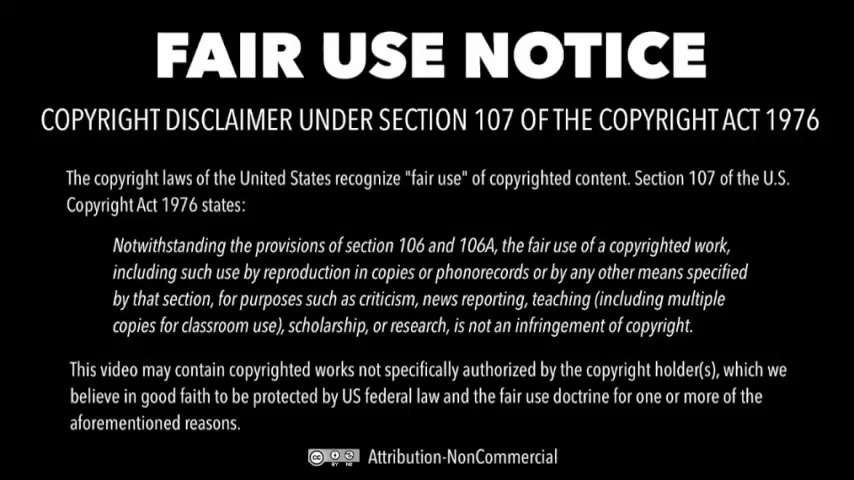 FAIR USE NOTICE
COPYRIGHT DISCLAIMER UNDER SECTION 107 OF THE COPYRIGHT ACT 1976
The copyright laws of the United States recognize "fair use" of copyrighted content. Section 107 of the U.S.
Copyright Act 1976 states:
Notwithstanding the provisions of section 106 and 106A, the fair use of a copyrighted work,
including such use by reproduction in copies or phonorecords or by any other means specified
by that section, for purposes such as criticism, news reporting, teaching (including multiple
copies for classroom use), scholarship, or research, is not an infringement of copyright.
This video may contain copyrighted works not specifically authorized by the copyright holder(s), which we
believe in good faith to be protected by US federal law and the fair use doctrine for one or more of the
aforementioned reasons.
cc BY NC Attribution-NonCommercial